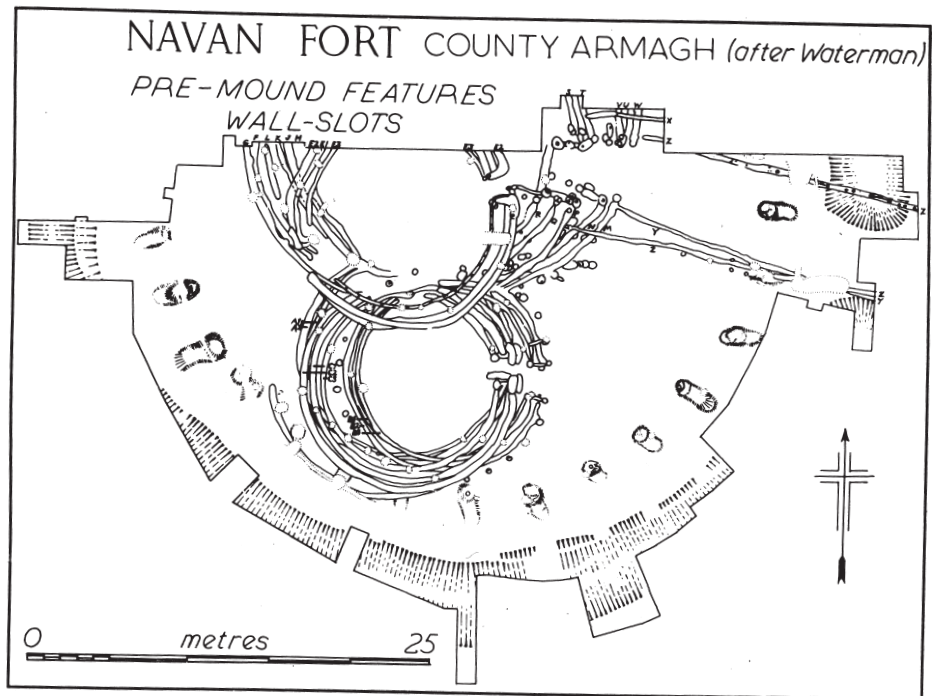 NAVAN FORT COUNTY ARMAGH (after Waterman)
PRE-MOUND FEATURES
WALL-SLOTS
X
Z
Z
Y
Z
0 metres 25